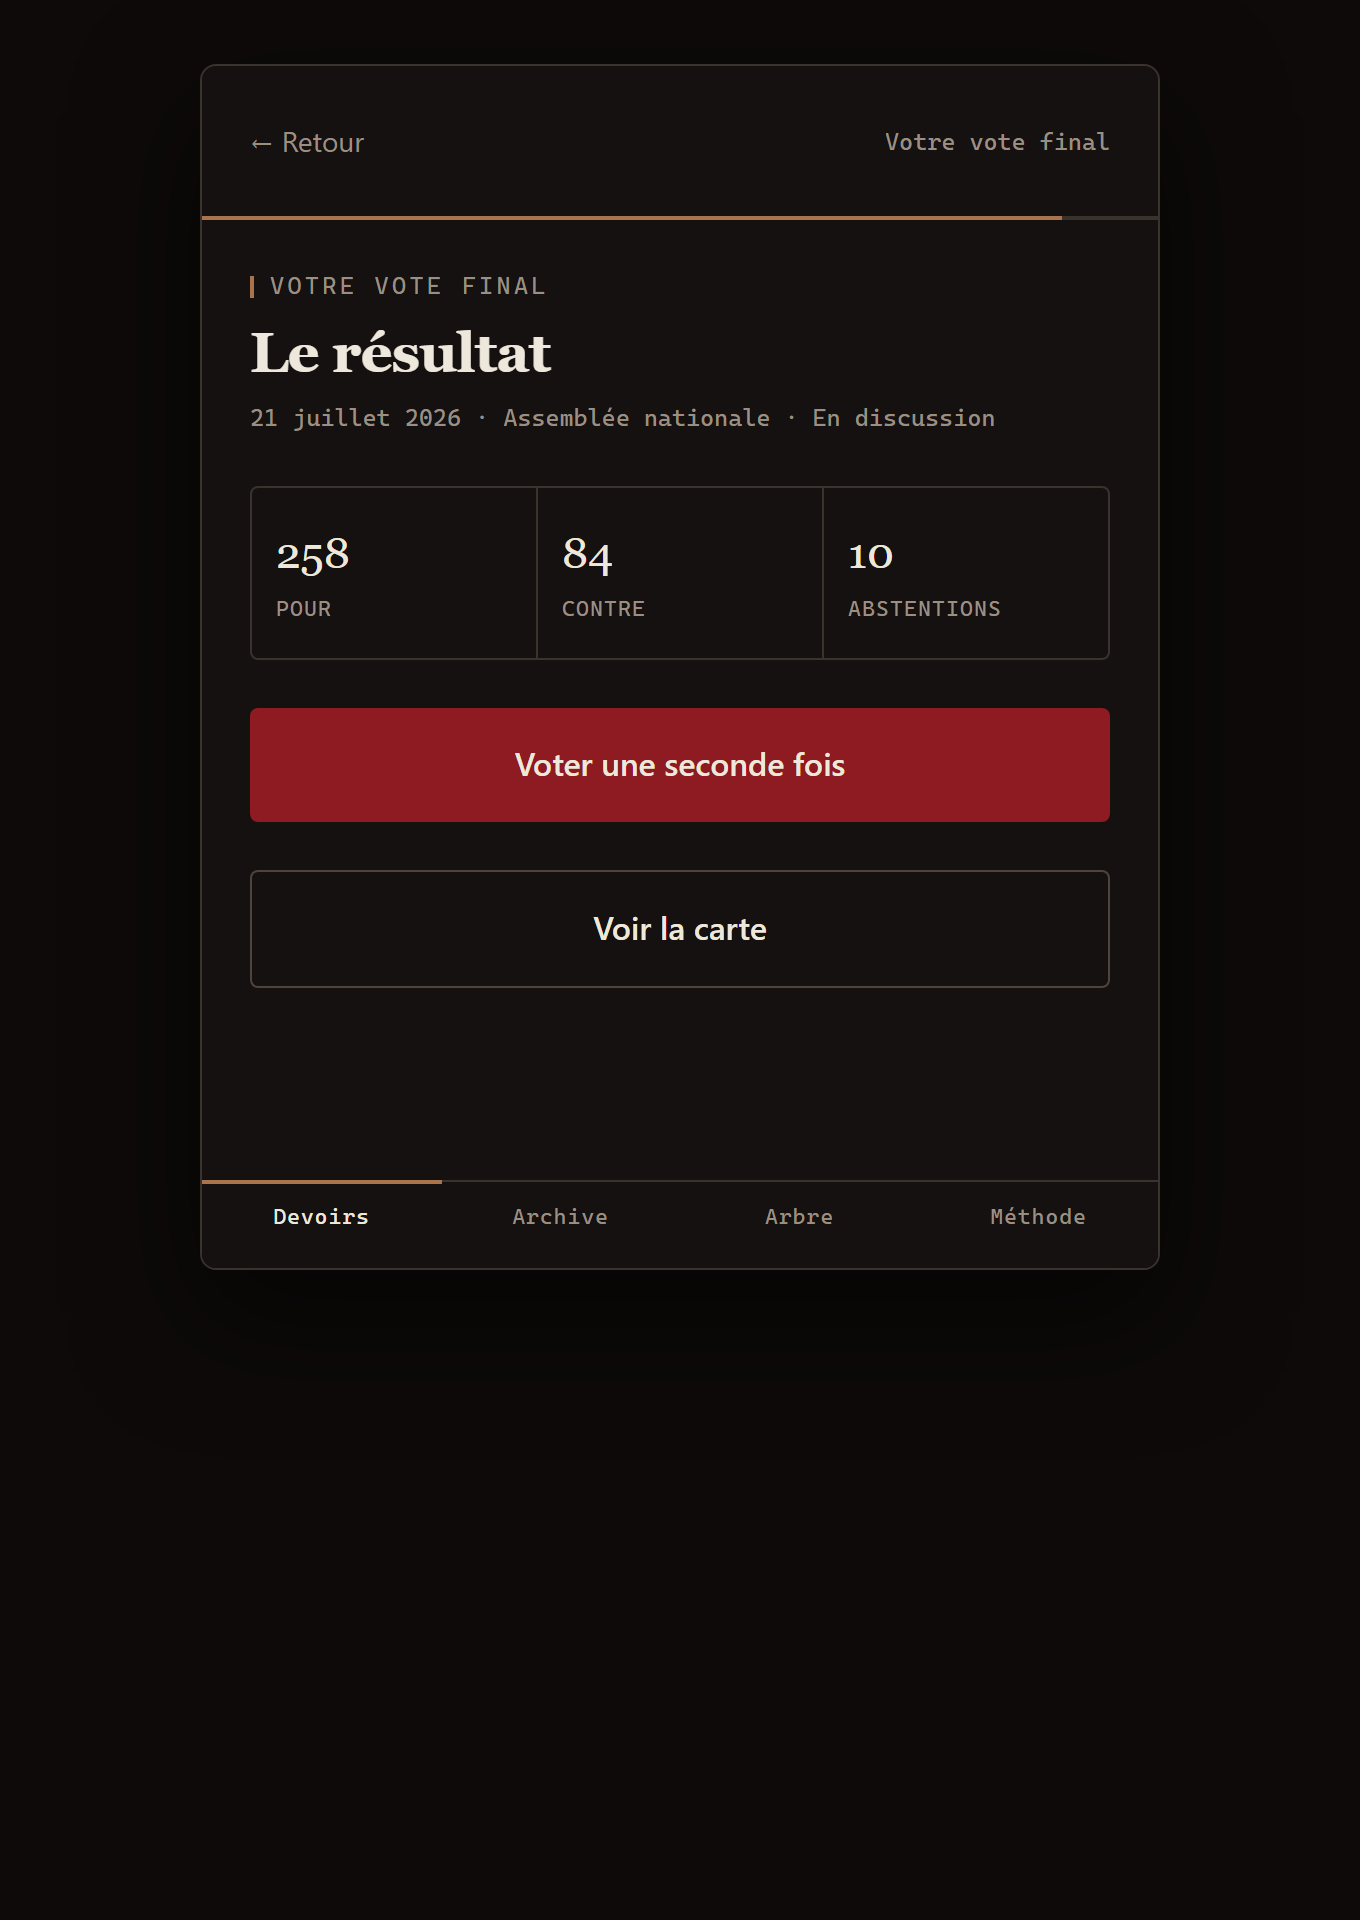 ← Retour
Votre vote final
VOTRE VOTE FINAL
Le résultat
21 juillet 2026 · Assemblée nationale · En discussion
258
POUR
84
CONTRE
10
ABSTENTIONS
Voter une seconde fois
Voir la carte
Devoirs
Archive
Arbre
Méthode